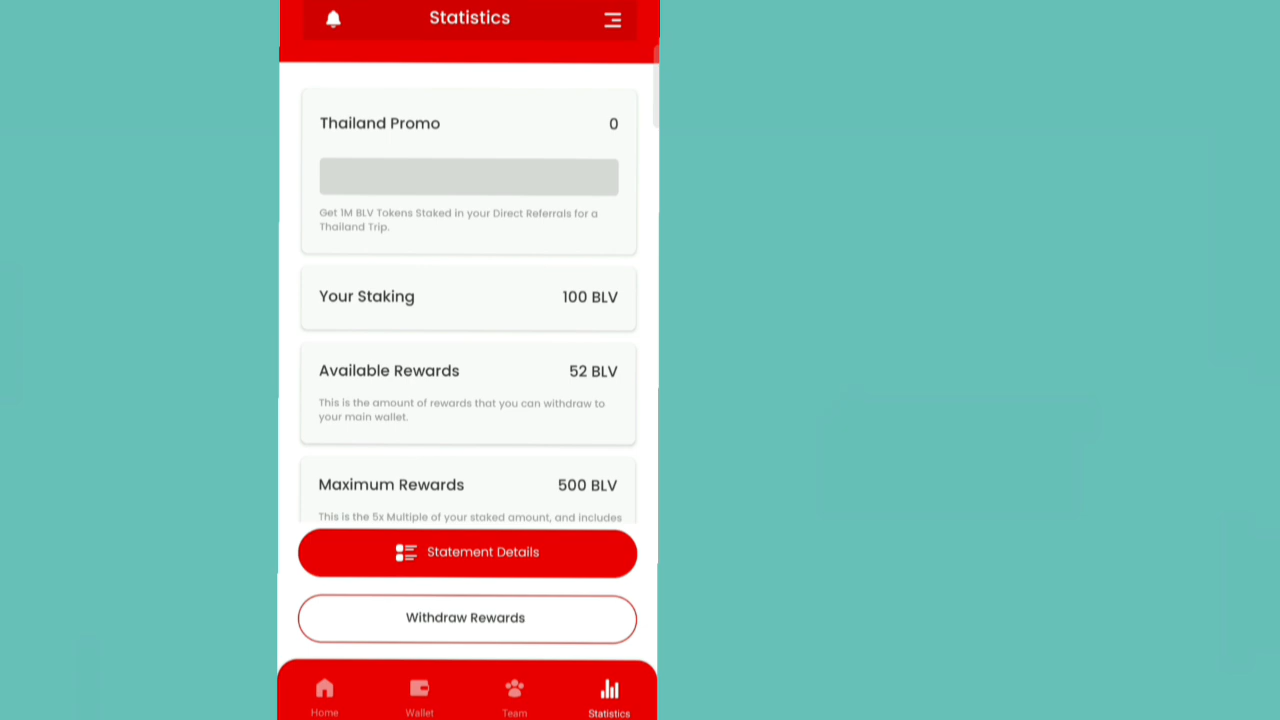 Statistics
Thailand Promo 0
Get 1M BLV Tokens Staked in your Direct Referrals for a
Thailand Trip.
Your Staking 100 BLV
Available Rewards 52 BLV
This is the amount of rewards that you can withdraw to
your main wallet.
Maximum Rewards 500 BLV
This is the 5x Multiple of your staked amount, and includes
Statement Details
Withdraw Rewards
Home Wallet Team Statistics